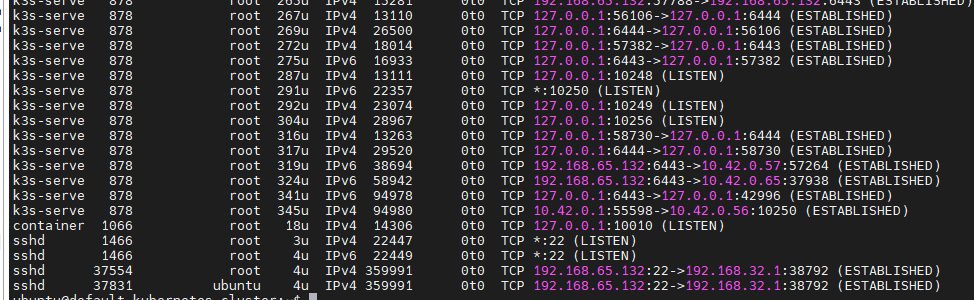 k3s-serve 878 root 265u IPv4 13281 0t0 TCP 192.168.65.132:57788->192.168.65.132:6443 (ESTABLISHED)
k3s-serve 878 root 267u IPv4 13110 0t0 TCP 127.0.0.1:56106->127.0.0.1:6444 (ESTABLISHED)
k3s-serve 878 root 269u IPv4 26500 0t0 TCP 127.0.0.1:6444->127.0.0.1:56106 (ESTABLISHED)
k3s-serve 878 root 272u IPv4 18014 0t0 TCP 127.0.0.1:57382->127.0.0.1:6443 (ESTABLISHED)
k3s-serve 878 root 275u IPv6 16933 0t0 TCP 127.0.0.1:6443->127.0.0.1:57382 (ESTABLISHED)
k3s-serve 878 root 287u IPv4 13111 0t0 TCP 127.0.0.1:10248 (LISTEN)
k3s-serve 878 root 291u IPv6 22357 0t0 TCP *:10250 (LISTEN)
k3s-serve 878 root 292u IPv4 23074 0t0 TCP 127.0.0.1:10249 (LISTEN)
k3s-serve 878 root 304u IPv4 28967 0t0 TCP 127.0.0.1:10256 (LISTEN)
k3s-serve 878 root 316u IPv4 13263 0t0 TCP 127.0.0.1:58730->127.0.0.1:6444 (ESTABLISHED)
k3s-serve 878 root 317u IPv4 29520 0t0 TCP 127.0.0.1:6444->127.0.0.1:58730 (ESTABLISHED)
k3s-serve 878 root 319u IPv6 38694 0t0 TCP 192.168.65.132:6443->10.42.0.57:57264 (ESTABLISHED)
k3s-serve 878 root 324u IPv6 58942 0t0 TCP 192.168.65.132:6443->10.42.0.65:37938 (ESTABLISHED)
k3s-serve 878 root 341u IPv6 94978 0t0 TCP 127.0.0.1:6443->127.0.0.1:42996 (ESTABLISHED)
k3s-serve 878 root 345u IPv4 94980 0t0 TCP 10.42.0.1:55598->10.42.0.56:10250 (ESTABLISHED)
container 1066 root 18u IPv4 14306 0t0 TCP 127.0.0.1:10010 (LISTEN)
sshd 1466 root 3u IPv4 22447 0t0 TCP *:22 (LISTEN)
sshd 1466 root 4u IPv6 22449 0t0 TCP *:22 (LISTEN)
sshd 37554 root 4u IPv4 359991 0t0 TCP 192.168.65.132:22->192.168.32.1:38792 (ESTABLISHED)
sshd 37831 ubuntu 4u IPv4 359991 0t0 TCP 192.168.65.132:22->192.168.32.1:38792 (ESTABLISHED)
ubuntu@default-kubernetes-cluster:~$